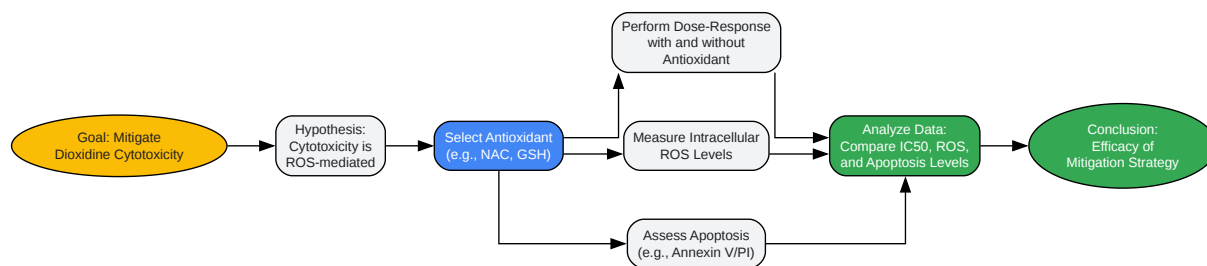 Goal: Mitigate
Dioxidine Cytotoxicity
Hypothesis:
Cytotoxicity is
ROS-mediated
Select Antioxidant
(e.g., NAC, GSH)
Perform Dose-Response
with and without
Antioxidant
Measure Intracellular
ROS Levels
Assess Apoptosis
(e.g., Annexin V/PI)
Analyze Data:
Compare IC50, ROS,
and Apoptosis Levels
Conclusion:
Efficacy of
Mitigation Strategy